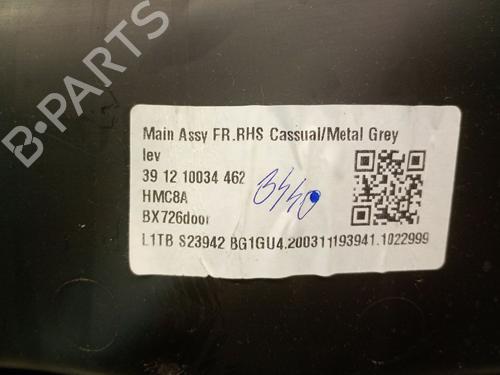 Main Assy FR.RHS Cassual/Metal Grey
lev
39 12 10034 462
HMC8A
BX726door
L1TB S23942 BG1GU4.200311193941.1022999
B-PARTS